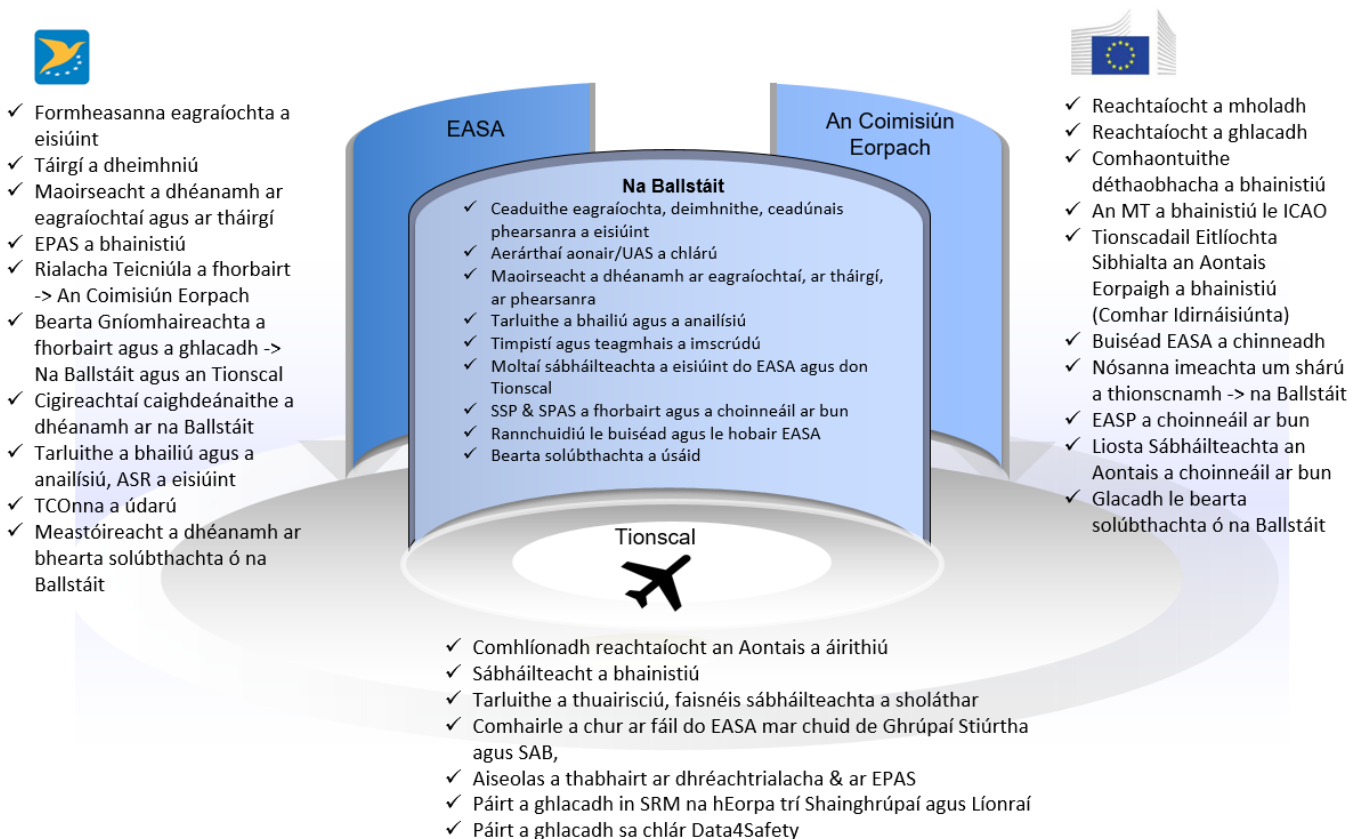 EASA
✓ Formheasanna eagraíochta a
eisiúint
✓ Táirgí a dheimhniú
✓ Maoirseacht a dhéanamh ar
eagraíochtaí agus ar tháirgí
✓ EPAS a bhainistiú
✓ Rialacha Teicniúla a fhorbairt
-> An Coimisiún Eorpach
✓ Bearta Gníomhaireachta a
fhorbairt agus a ghlacadh ->
Na Ballstáit agus an Tionscal
✓ Cigireachtaí caighdeánaithe a
dhéanamh ar na Ballstáit
✓ Tarluithe a bhailiú agus a
anailísiú, ASR a eisiúint
✓ TCOnna a údarú
✓ Meastóireacht a dhéanamh ar
bhearta solúbthachta ó na
Ballstáit
Na Ballstáit
✓ Ceaduithe eagraíochta, deimhnithe, ceadúnais
phearsanra a eisiúint
✓ Aerárthaí aonair/UAS a chlárú
✓ Maoirseacht a dhéanamh ar eagraíochtaí, ar tháirgí,
ar phearsanra
✓ Tarluithe a bhailiú agus a anailísiú
✓ Timpistí agus teagmhais a imscrúdú
✓ Moltaí sábháilteachta a eisiúint do EASA agus don
Tionscal
✓ SSP & SPAS a fhorbairt agus a choinneáil ar bun
✓ Rannchuidiú le buiséad agus le hobair EASA
✓ Bearta solúbthachta a úsáid
An Coimisiún
Eorpach
✓ Reachtaíocht a mholadh
✓ Reachtaíocht a ghlacadh
✓ Comhaontuithe
déthaobhacha a bhainistiú
✓ An MT a bhainistiú le ICAO
✓ Tionscadail Eitlíochta
Sibhialta an Aontais
Eorpaigh a bhainistiú
(Comhar Idirnáisiúnta)
✓ Buiséad EASA a chinneadh
✓ Nósanna imeachta um shárú
a thionscnamh -> na Ballstáit
✓ EASP a choinneáil ar bun
✓ Liosta Sábháilteachta an
Aontais a choinneáil ar bun
✓ Glacadh le bearta
solúbthachta ó na Ballstáit
Tionscal
✓ Comhlíonadh reachtaíocht an Aontais a áirithiú
✓ Sábháilteacht a bhainistiú
✓ Tarluithe a thuairisciú, faisnéis sábháilteachta a sholáthar
✓ Comhairle a chur ar fáil do EASA mar chuid de Ghrúpaí Stiúrtha
agus SAB,
✓ Aiseolas a thabhairt ar dhréachtrialacha & ar EPAS
✓ Páirt a ghlacadh in SRM na hEorpa trí Shainghrúpaí agus Líonraí
✓ Páirt a ghlacadh sa chlár Data4Safety